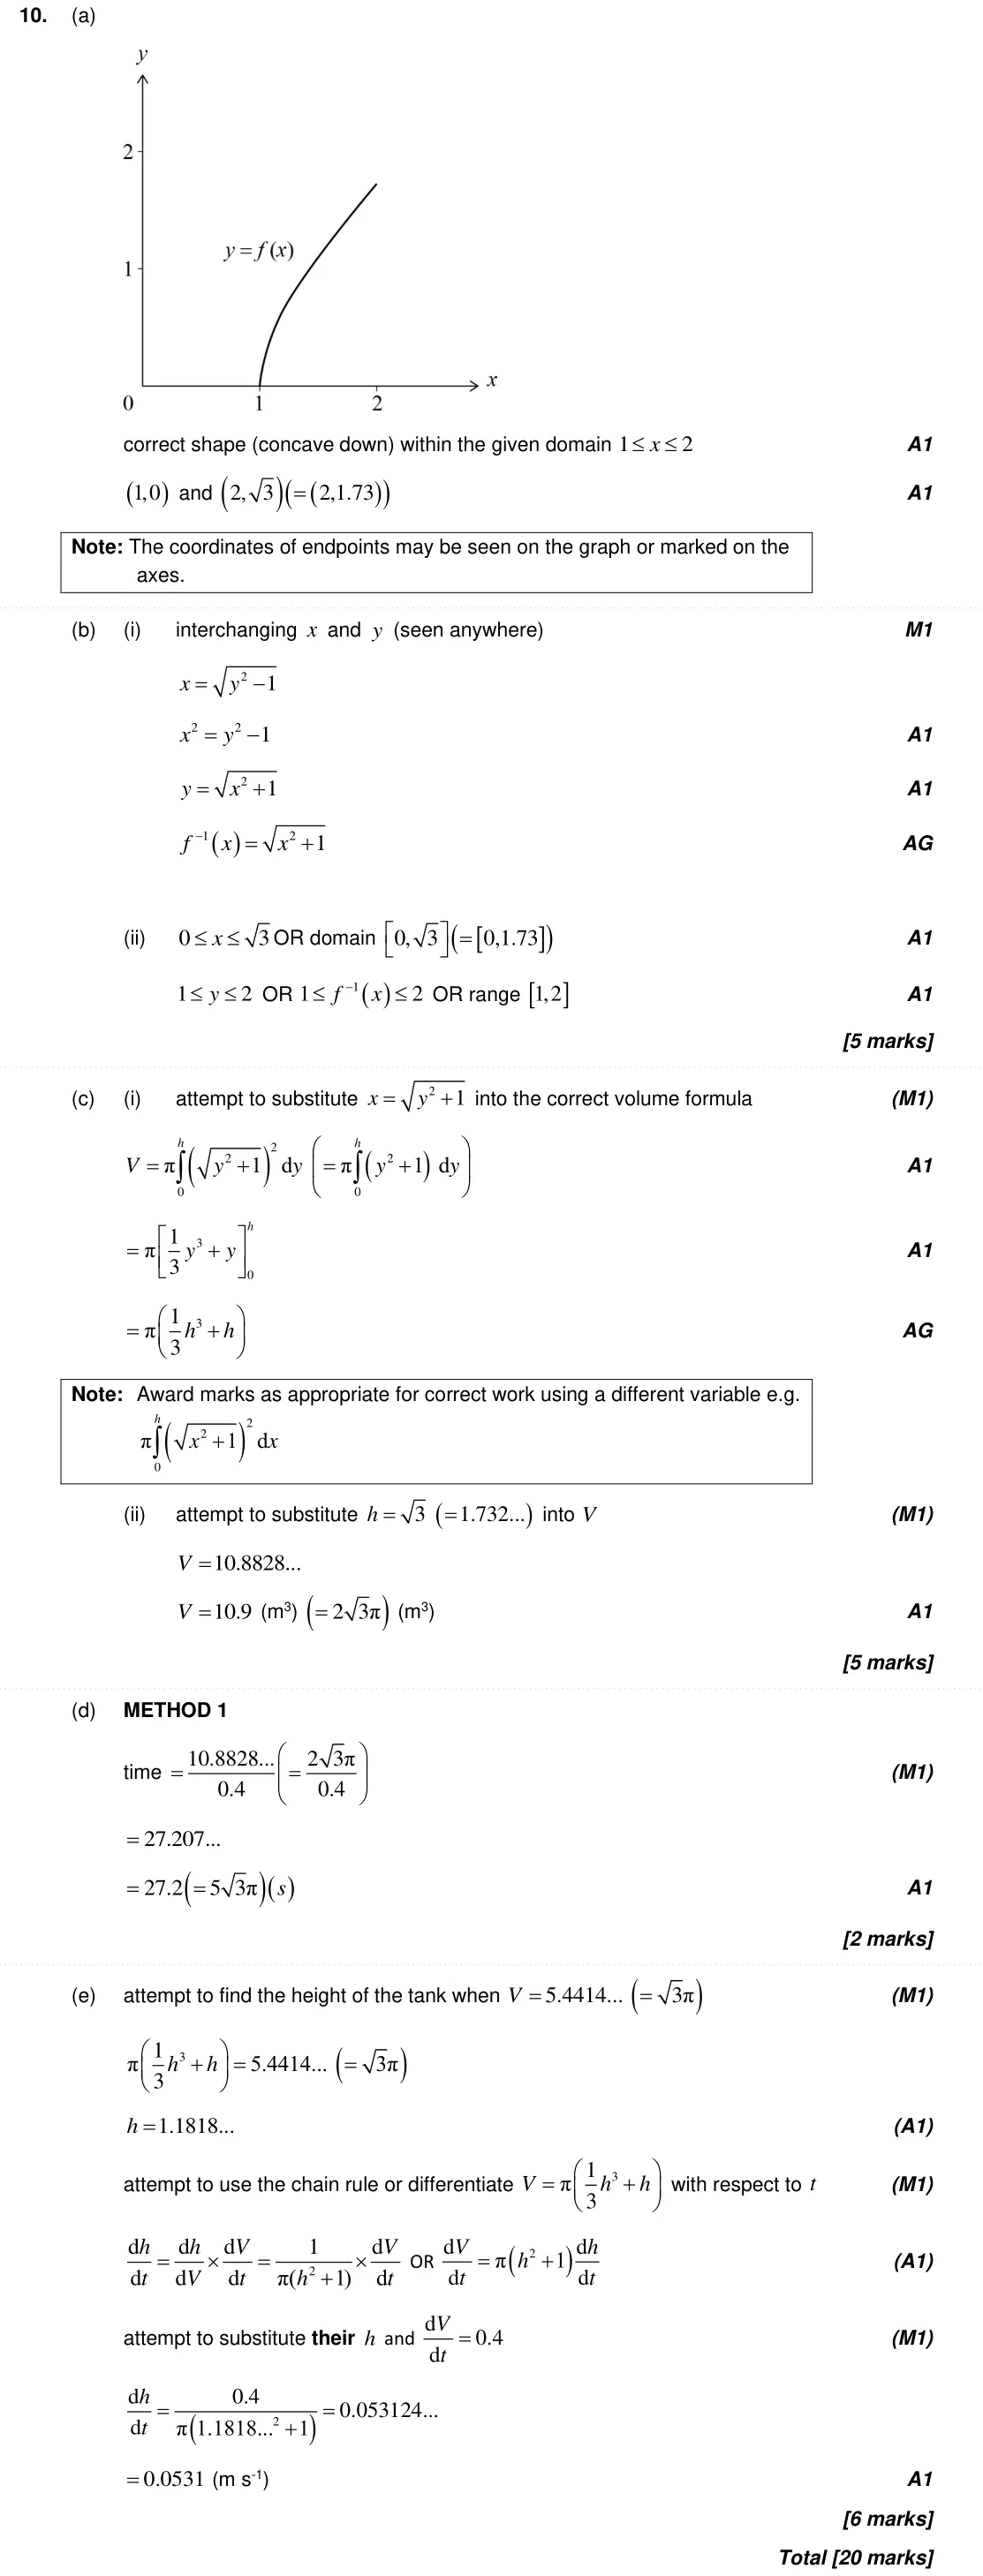 10. (a)
y
2
y = f(x)
1
x
0 1 2
correct shape (concave down) within the given domain 1 ≤ x ≤ 2 A1
(1,0) and (2,√3)(=(2,1.73)) A1
Note: The coordinates of endpoints may be seen on the graph or marked on the
axes.
(b) (i) interchanging x and y (seen anywhere) M1
x = √(y² −1)
x² = y² −1 A1
y = √(x² +1) A1
f⁻¹(x) = √(x² +1) AG
(ii) 0 ≤ x ≤ √3 OR domain [0,√3](=[0,1.73]) A1
1 ≤ y ≤ 2 OR 1 ≤ f⁻¹(x) ≤ 2 OR range [1,2] A1
[5 marks]
(c) (i) attempt to substitute x = √(y² +1) into the correct volume formula (M1)
V = π∫₀ʰ(√(y² +1))² dy (= π∫₀ʰ(y² +1) dy) A1
= π[1/3 y³ + y]₀ʰ A1
= π(1/3 h³ + h) AG
Note: Award marks as appropriate for correct work using a different variable e.g.
π∫₀ʰ(√(x² +1))² dx
(ii) attempt to substitute h = √3 (=1.732...) into V (M1)
V = 10.8828...
V = 10.9 (m³) (= 2√3π) (m³) A1
[5 marks]
(d) METHOD 1
time = 10.8828.../0.4 (= 2√3π/0.4) (M1)
= 27.207...
= 27.2(= 5√3π)(s) A1
[2 marks]
(e) attempt to find the height of the tank when V = 5.4414... (= √3π) (M1)
π(1/3 h³ + h) = 5.4414... (= √3π)
h = 1.1818... (A1)
attempt to use the chain rule or differentiate V = π(1/3 h³ + h) with respect to t (M1)
dh/dt = dh/dV × dV/dt = 1/(π(h² +1)) × dV/dt OR dV/dt = π(h² +1) dh/dt (A1)
attempt to substitute their h and dV/dt = 0.4 (M1)
dh/dt = 0.4/(π(1.1818...² +1)) = 0.053124...
= 0.0531 (m s⁻¹) A1
[6 marks]
Total [20 marks]